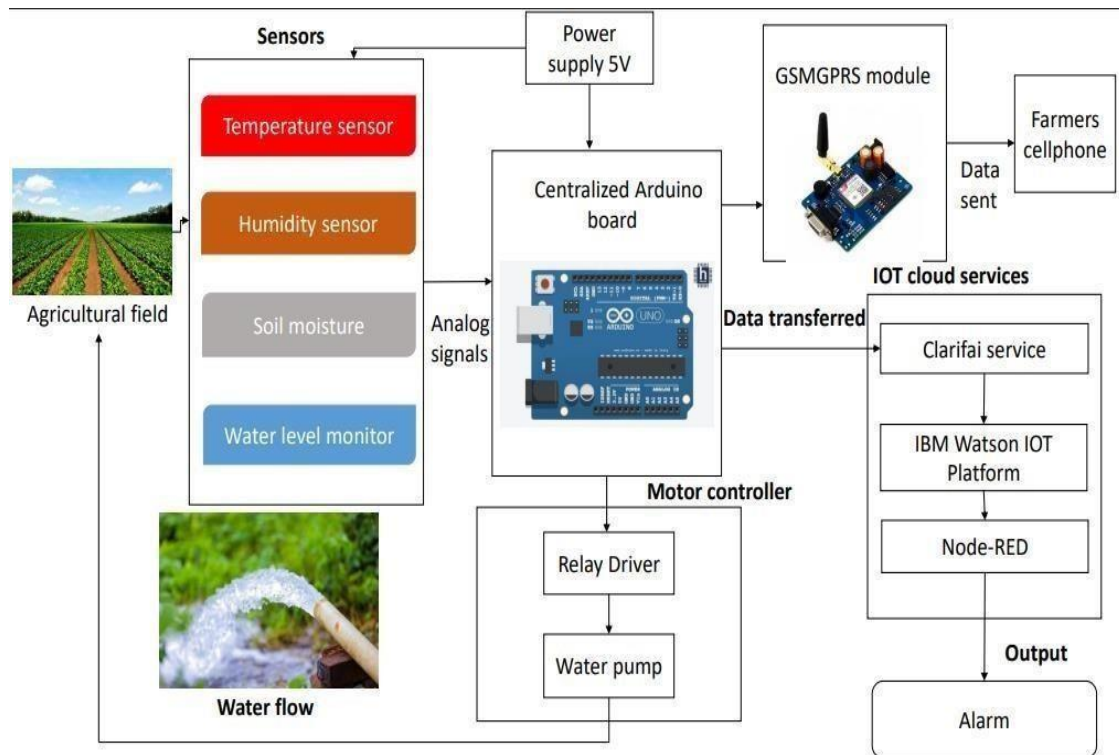 Sensors
Power
supply 5V
GSMGPRS module
Farmers
cellphone
Temperature sensor
Humidity sensor
Soil moisture
Water level monitor
Agricultural field
Analog
signals
Centralized Arduino
board
ARDUINO
UNO
Data
sent
IOT cloud services
Data transferred
Clarifai service
IBM Watson IOT
Platform
Node-RED
Motor controller
Relay Driver
Water pump
Water flow
Output
Alarm